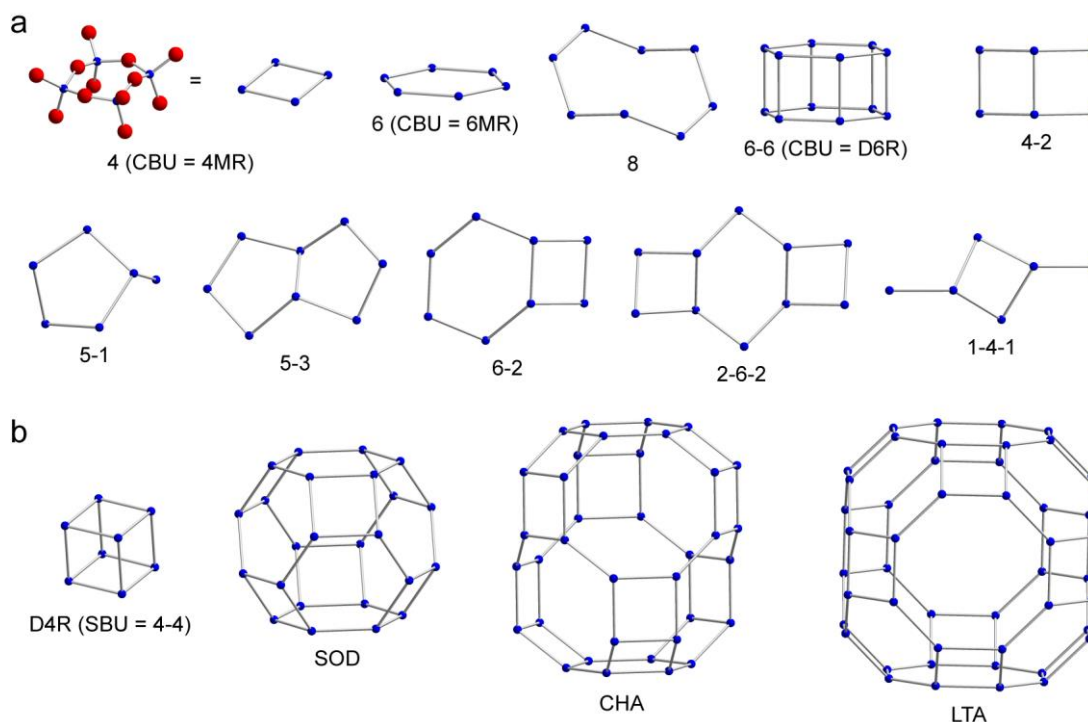 a
=
4 (CBU = 4MR)
6 (CBU = 6MR)
8
6-6 (CBU = D6R)
4-2
5-1
5-3
6-2
2-6-2
1-4-1
b
D4R (SBU = 4-4)
SOD
CHA
LTA